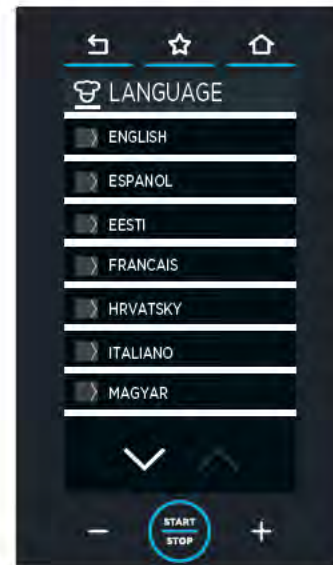 LANGUAGE
ENGLISH
ESPANOL
EESTI
FRANCAIS
HRVATSKY
ITALIANO
MAGYAR
START
STOP